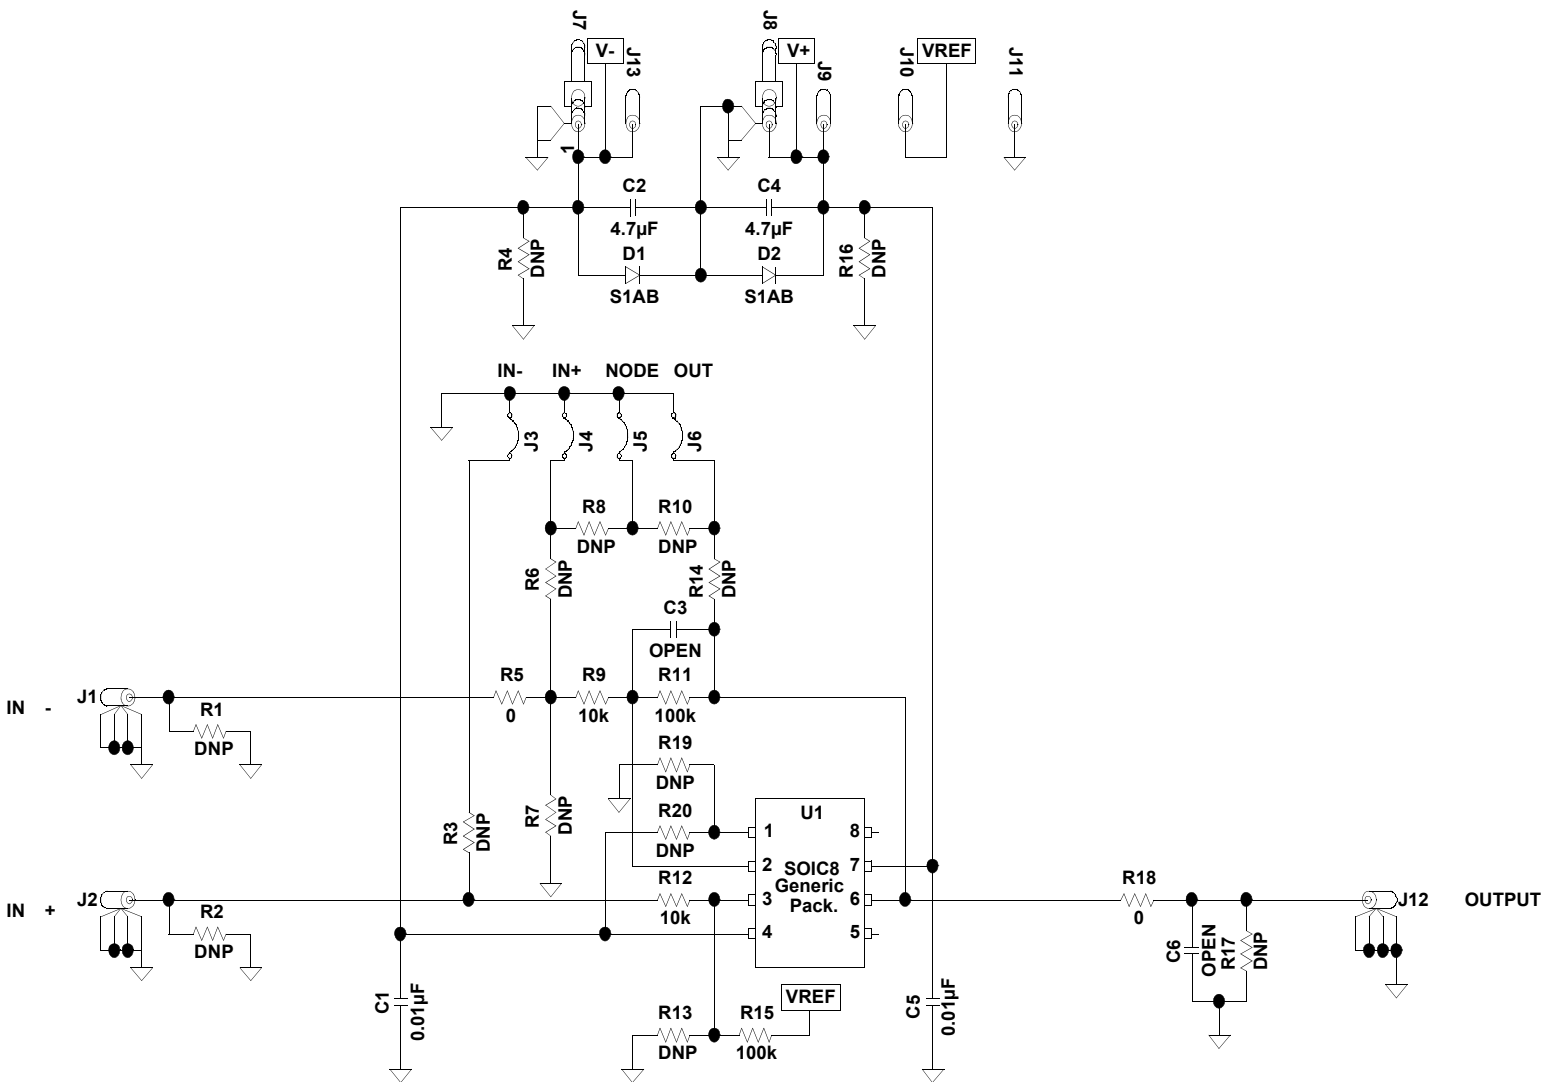 J7
V-
J13
J8
V+
J9
J10
VREF
J11
1
C2
4.7µF
D1
S1AB
C4
4.7µF
D2
S1AB
R4
DNP
R16
DNP
IN- IN+ NODE OUT
J3
J4
J5
J6
R8
DNP
R10
DNP
R6
DNP
R14
DNP
C3
OPEN
IN -
J1
R1
DNP
R5
0
R9
10k
R11
100k
R19
DNP
R20
DNP
R7
DNP
R3
DNP
U1
SOIC8
Generic
Pack.
1
2
3
4
8
7
6
5
IN +
J2
R2
DNP
R12
10k
R18
0
C6
OPEN
R17
DNP
J12
OUTPUT
C1
0.01µF
R13
DNP
R15
100k
VREF
C5
0.01µF